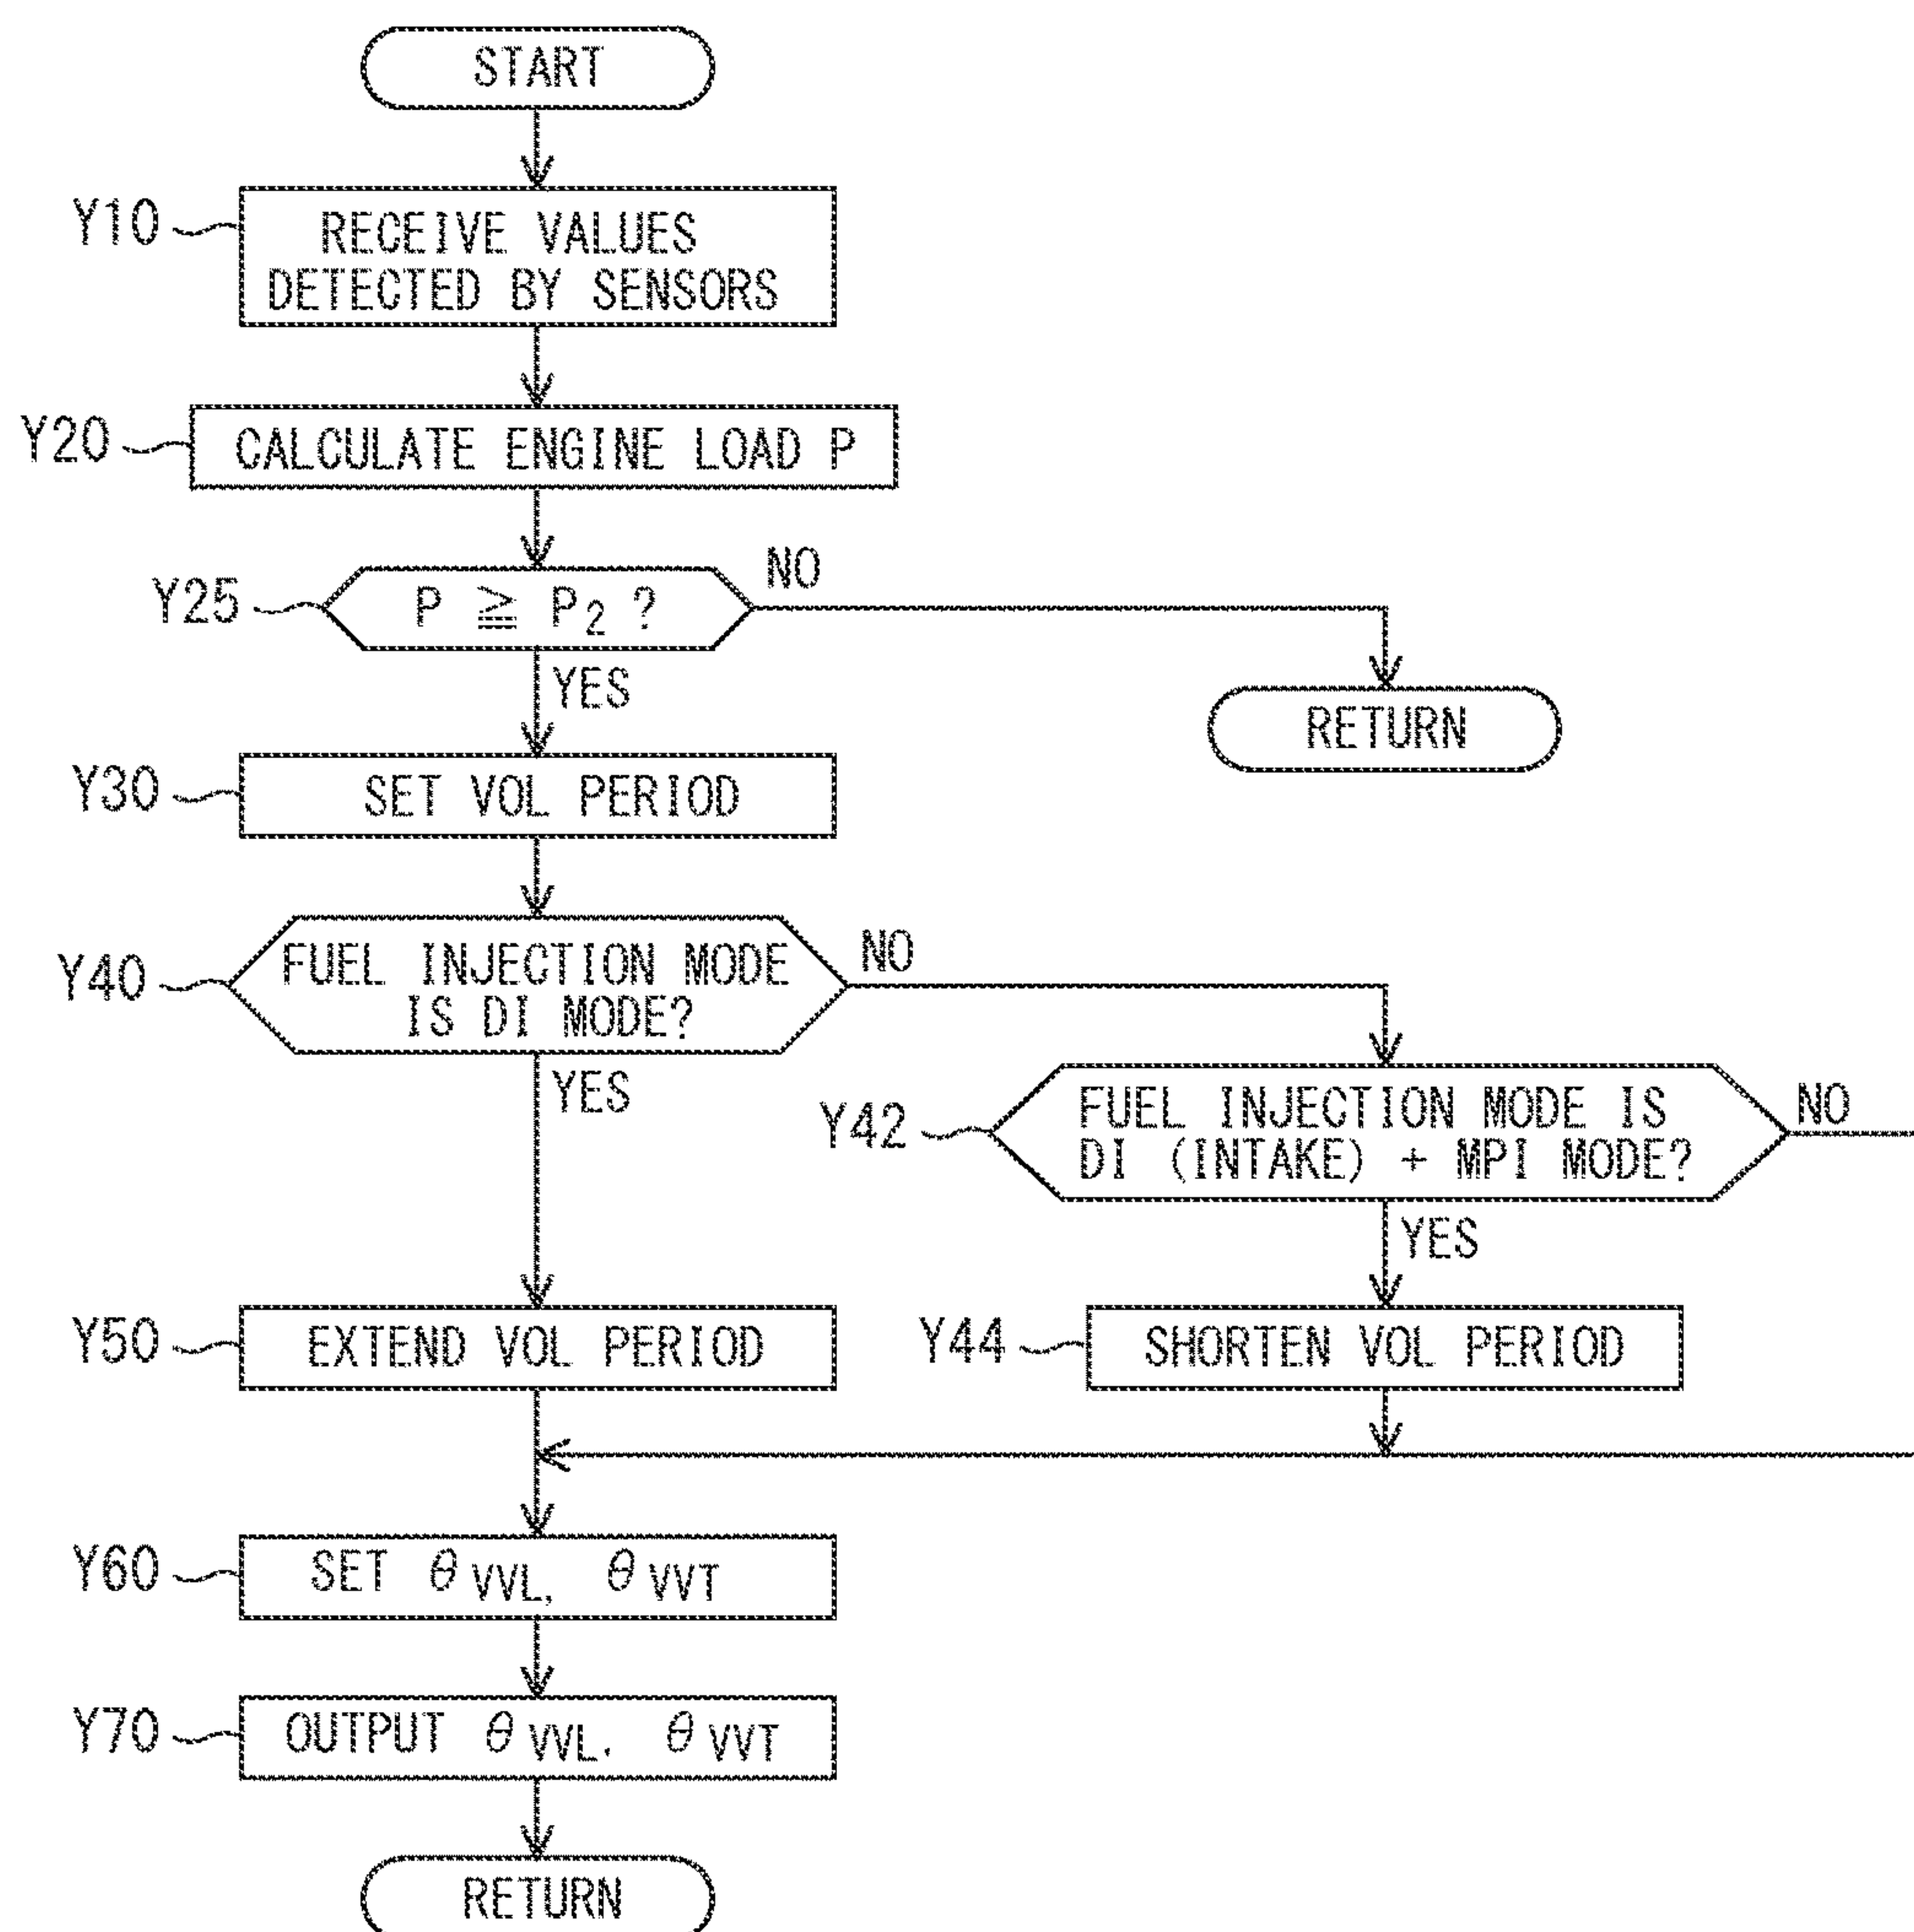 START
Y10
RECEIVE VALUES
DETECTED BY SENSORS
Y20
CALCULATE ENGINE LOAD P
Y25
P ≧ P2 ?
NO
YES
RETURN
Y30
SET VOL PERIOD
Y40
FUEL INJECTION MODE
IS DI MODE?
NO
YES
Y42
FUEL INJECTION MODE IS
DI (INTAKE) + MPI MODE?
NO
YES
Y50
EXTEND VOL PERIOD
Y44
SHORTEN VOL PERIOD
Y60
SET θVVL, θVVT
Y70
OUTPUT θVVL, θVVT
RETURN